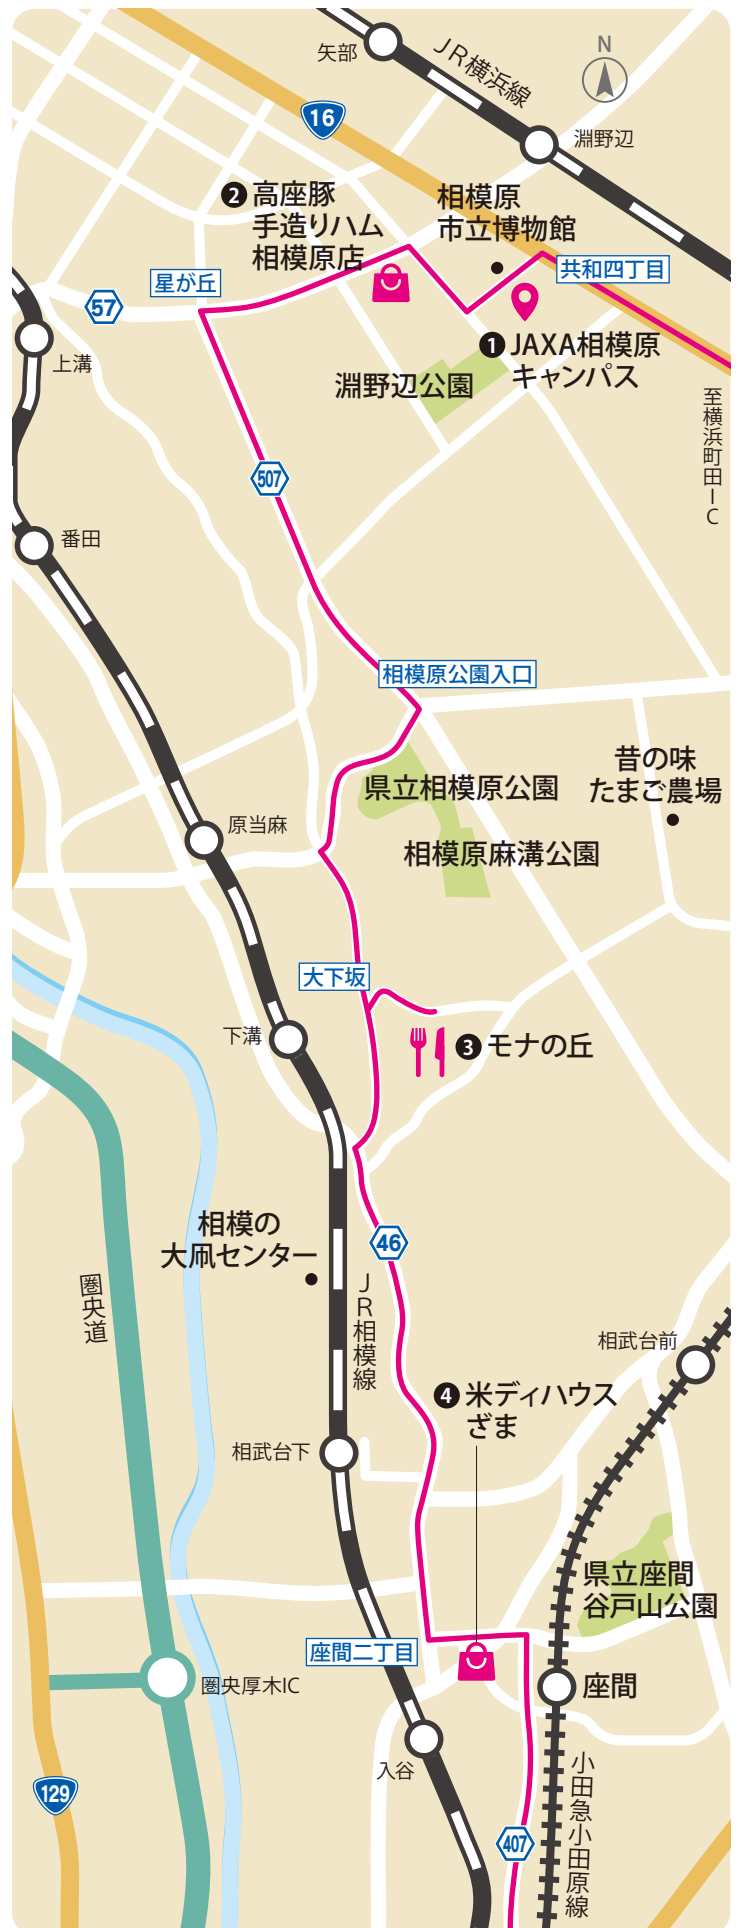 矢部
JR横浜線
N
16
淵野辺
❷高座豚
手造りハム
相模原店
相模原
市立博物館
星が丘
共和四丁目
57
上溝
❶JAXA相模原
キャンパス
淵野辺公園
至横浜町田IC
507
番田
相模原公園入口
昔の味
たまご農場
県立相模原公園
原当麻
相模原麻溝公園
大下坂
下溝
❸モナの丘
相模の
大凧センター
46
圏央道
JR相模線
相武台前
❹米ディハウス
ざま
相武台下
県立座間
谷戸山公園
座間二丁目
圏央厚木IC
座間
入谷
129
小田急小田原線
407